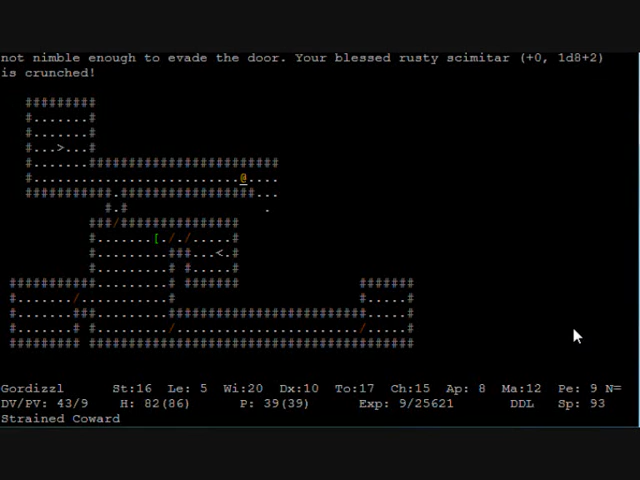 not nimble enough to evade the door. Your blessed rusty scimitar (+0, 1d8+2)
is crunched!
Gordizzl St:16 Le: 5 Wi:20 Dx:10 To:17 Ch:15 Ap: 8 Ma:12 Pe: 9 N=
DV/PV: 43/9 H: 82(86) P: 39(39) Exp: 9/25621 DDL Sp: 93
Strained Coward